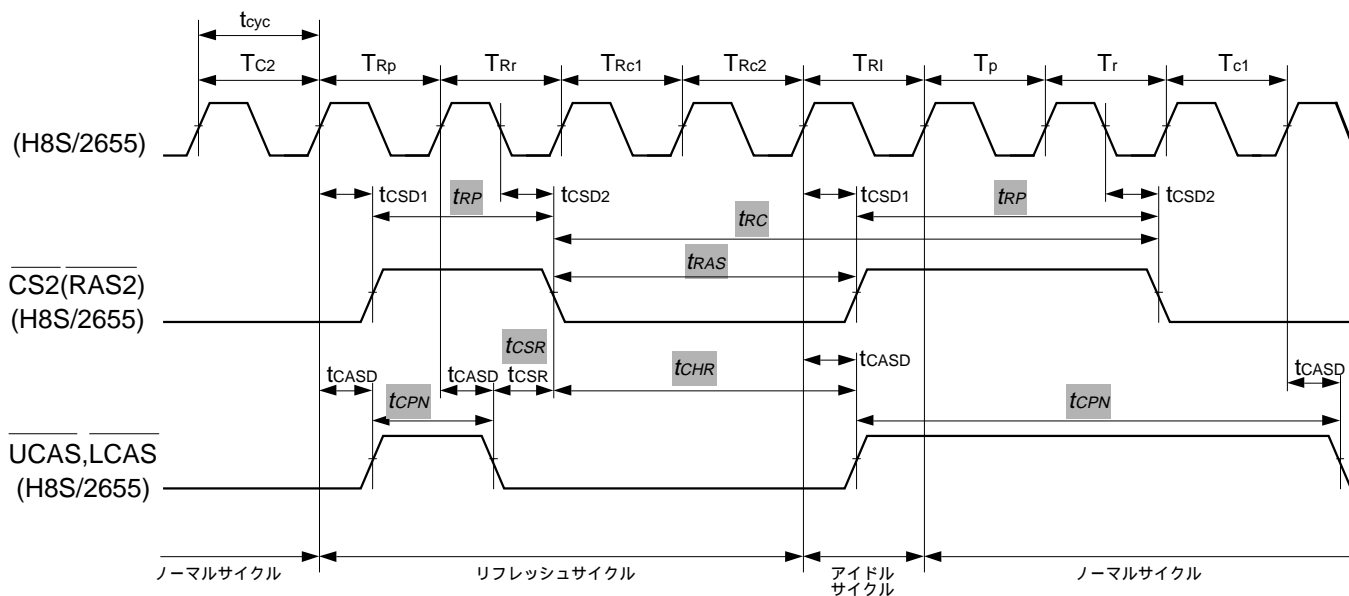 tcyc
TC2 TRp TRr TRc1 TRc2 TRI Tp Tr Tc1
(H8S/2655)
tCSD1 tRP tCSD2 tCSD1 tRP tCSD2
tRC
tRAS
CS2(RAS2)
(H8S/2655)
tCSR
tCASD tCASD tCSR tCHR tCASD tCASD
tCPN tCPN
UCAS,LCAS
(H8S/2655)
ノーマルサイクル リフレッシュサイクル アイドル ノーマルサイクル
サイクル